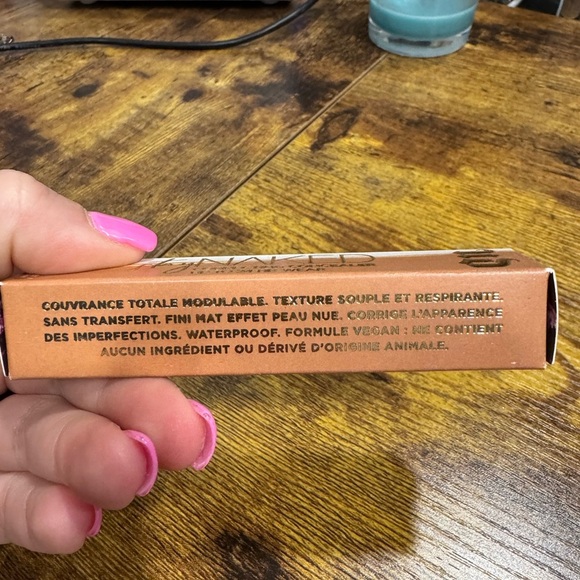 NAKED
COUVRANCE TOTALE MODULABLE. TEXTURE SOUPLE ET RESPIRANTE.
SANS TRANSFERT. FINI MAT EFFET PEAU NUE. CORRIGE L'APPARENCE
DES IMPERFECTIONS. WATERPROOF. FORMULE VEGAN : NE CONTIENT
AUCUN INGRÉDIENT OU DÉRIVÉ D'ORIGINE ANIMALE.